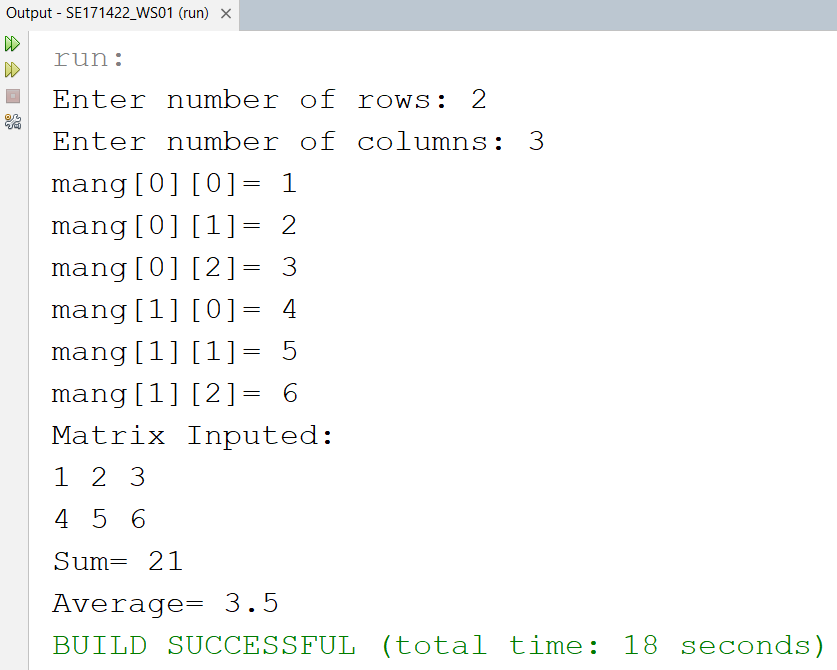 Output - SE171422_WS01 (run)
run:
Enter number of rows: 2
Enter number of columns: 3
mang[0][0]= 1
mang[0][1]= 2
mang[0][2]= 3
mang[1][0]= 4
mang[1][1]= 5
mang[1][2]= 6
Matrix Inputed:
1 2 3
4 5 6
Sum= 21
Average= 3.5
BUILD SUCCESSFUL (total time: 18 seconds)